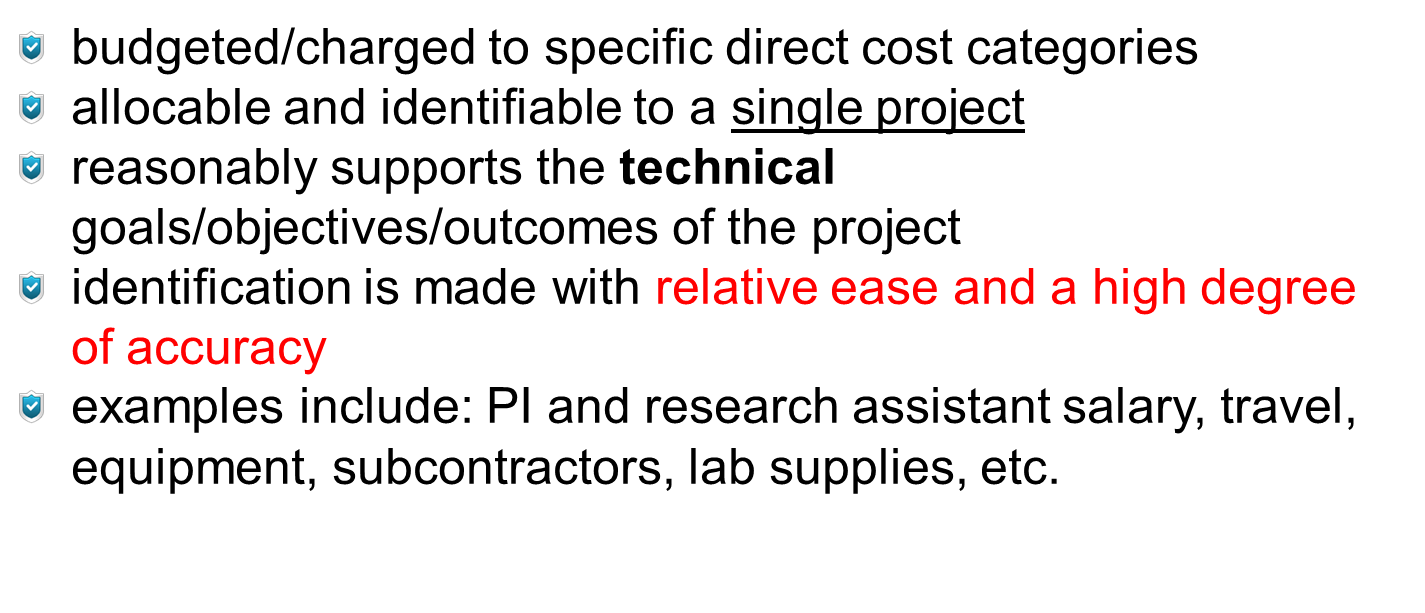 budgeted/charged to specific direct cost categories
allocable and identifiable to a single project
reasonably supports the technical
goals/objectives/outcomes of the project
identification is made with relative ease and a high degree
of accuracy
examples include: PI and research assistant salary, travel,
equipment, subcontractors, lab supplies, etc.